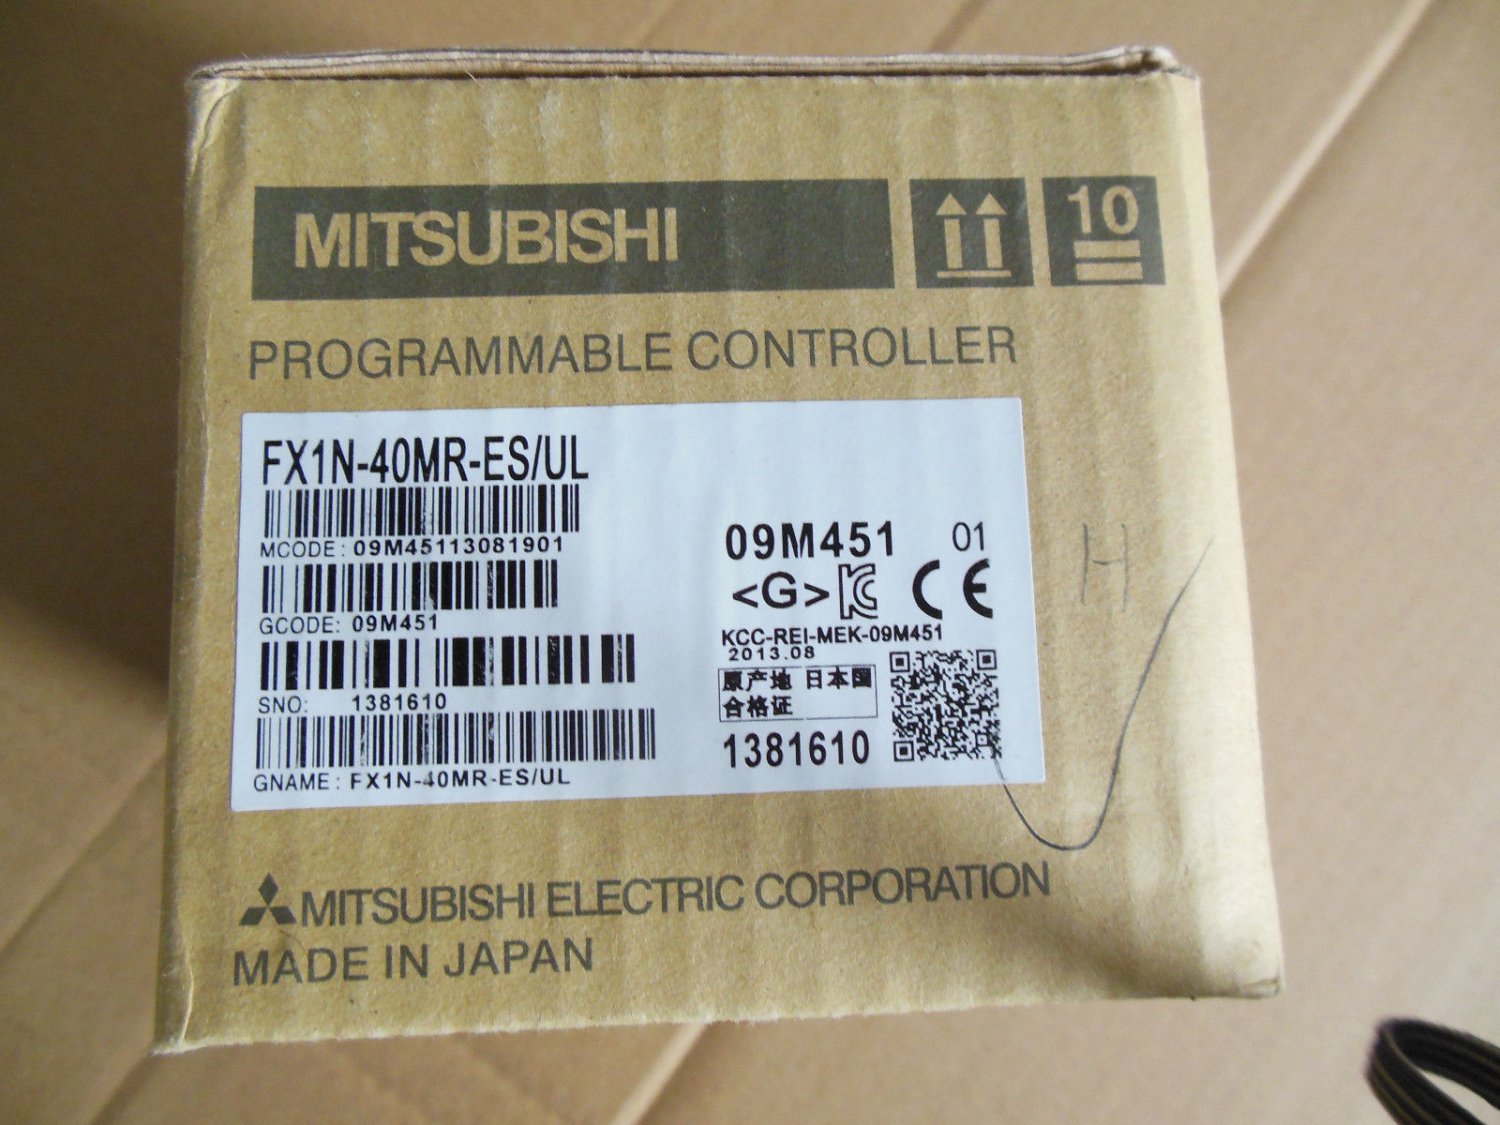 MITSUBISHI
10
PROGRAMMABLE CONTROLLER
FX1N-40MR-ES/UL
MCODE: 09M45113081901
GCODE: 09M451
SNO: 1381610
GNAME: FX1N-40MR-ES/UL
09M451 01
<G> KC CE
KCC-REI-MEK-09M451
2013.08
原产地 日本国
合格证
1381610
H
MITSUBISHI ELECTRIC CORPORATION
MADE IN JAPAN